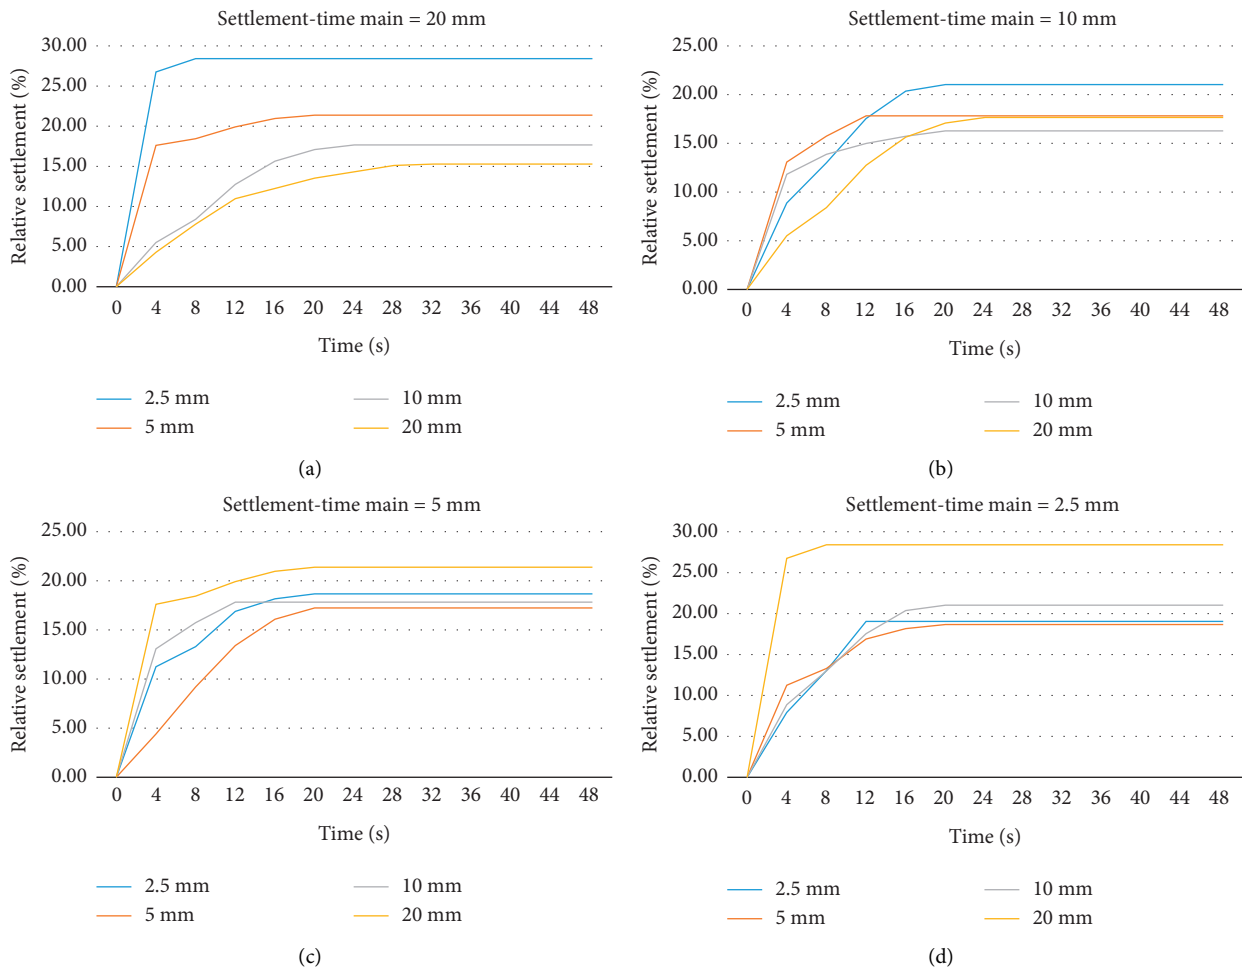 Settlement-time main = 20 mm
30.00
25.00
20.00
15.00
10.00
5.00
0.00
Relative settlement (%)
0 4 8 12 16 20 24 28 32 36 40 44 48
Time (s)
2.5 mm
10 mm
5 mm
20 mm
(a)
Settlement-time main = 10 mm
25.00
20.00
15.00
10.00
5.00
0.00
Relative settlement (%)
0 4 8 12 16 20 24 28 32 36 40 44 48
Time (s)
2.5 mm
10 mm
5 mm
20 mm
(b)
Settlement-time main = 5 mm
25.00
20.00
15.00
10.00
5.00
0.00
Relative settlement (%)
0 4 8 12 16 20 24 28 32 36 40 44 48
Time (s)
2.5 mm
10 mm
5 mm
20 mm
(c)
Settlement-time main = 2.5 mm
30.00
25.00
20.00
15.00
10.00
5.00
0.00
Relative settlement (%)
0 4 8 12 16 20 24 28 32 36 40 44 48
Time (s)
2.5 mm
10 mm
5 mm
20 mm
(d)